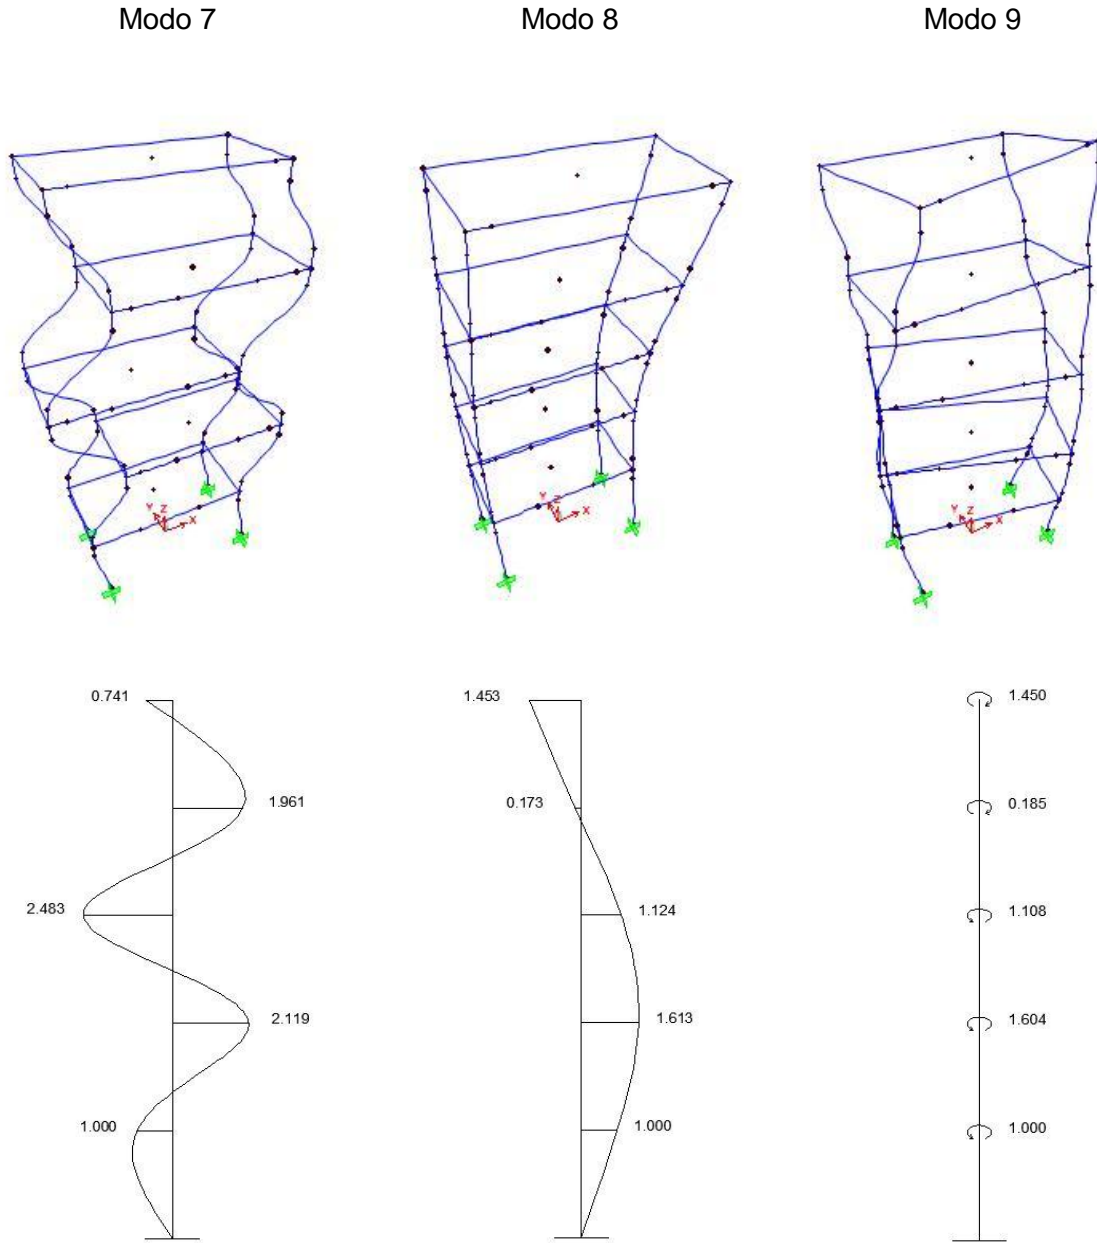 Modo 7 Modo 8 Modo 9
Y Z X
Y Z X
Y Z X
0.741 1.453 1.450
1.961 0.173 0.185
2.483 1.124 1.108
2.119 1.613 1.604
1.000 1.000 1.000